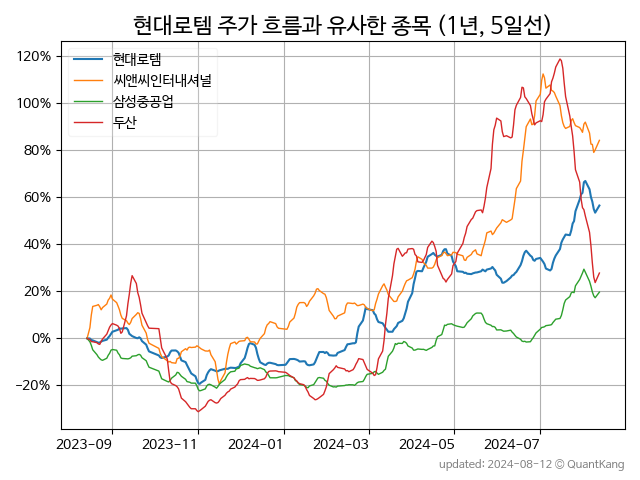 현대로템 주가 흐름과 유사한 종목 (1년, 5일선)
현대로템
씨앤씨인터내셔널
삼성중공업
두산
120%
100%
80%
60%
40%
20%
0%
−20%
2023-09
2023-11
2024-01
2024-03
2024-05
2024-07
updated: 2024-08-12 © QuantKang